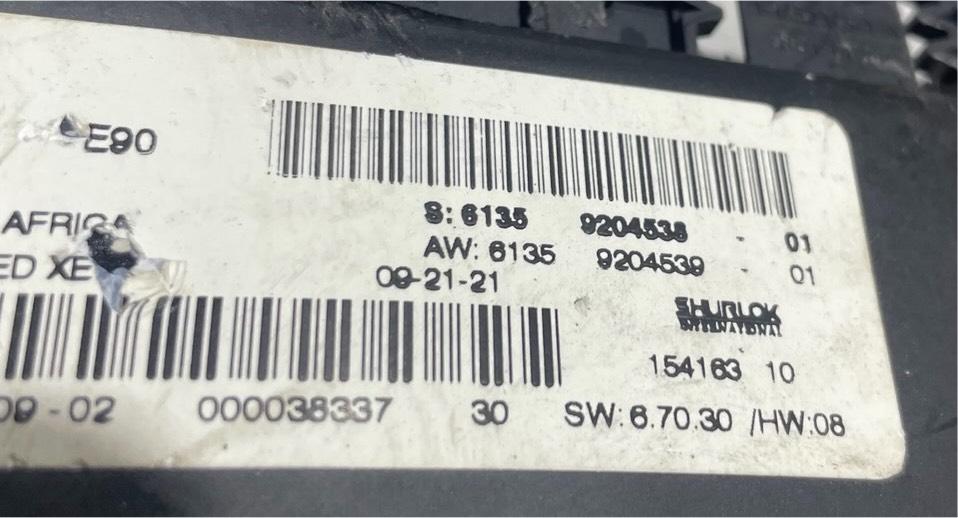 E90
S: 6135 9204538 - 01
AFRICA
AW: 6135 9204539 - 01
ED XE
09-21-21
SHURLOK
INTERNATIONAL
154163 10
09-02 000038337 30 SW:6.70.30 /HW:08